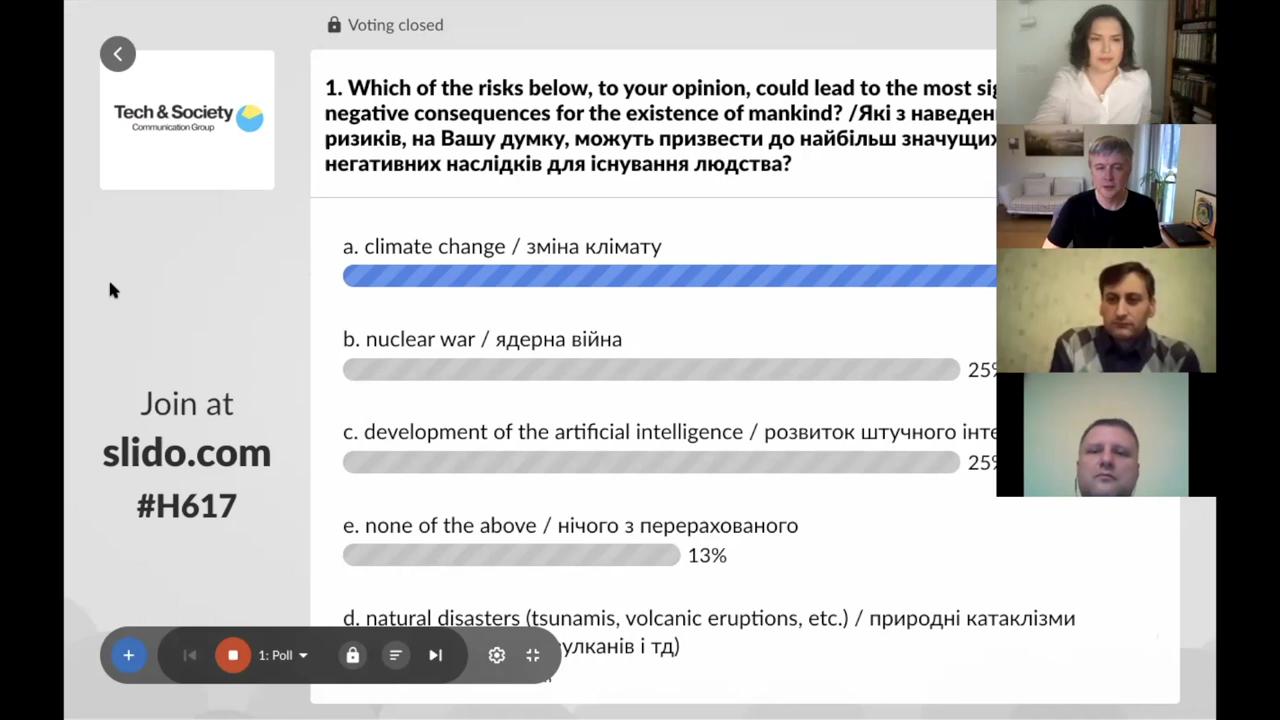 Voting closed
Tech & Society
Communication Group
1. Which of the risks below, to your opinion, could lead to the most
negative consequences for the existence of mankind? /Які з
ризиків, на Вашу думку, можуть призвести до найбільш значущих
негативних наслідків для існування людства?
a. climate change / зміна клімату
b. nuclear war / ядерна війна
25%
c. development of the artificial intelligence / розвиток штучного
25%
e. none of the above / нічого з перерахованого
13%
d. natural disasters (tsunamis, volcanic eruptions, etc.) / природні катаклізми
і тд)
Join at
slido.com
#H617
1: Poll